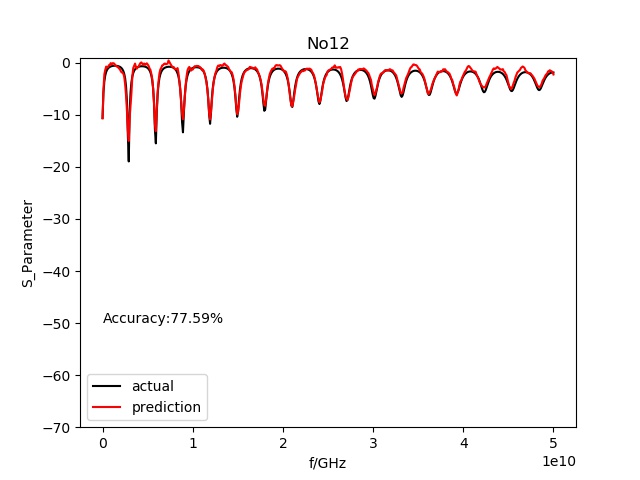 No12
0
−10
−20
−30
−40
−50
−60
−70
S_Parameter
Accuracy:77.59%
actual
prediction
0 1 2 3 4 5
1e10
f/GHz